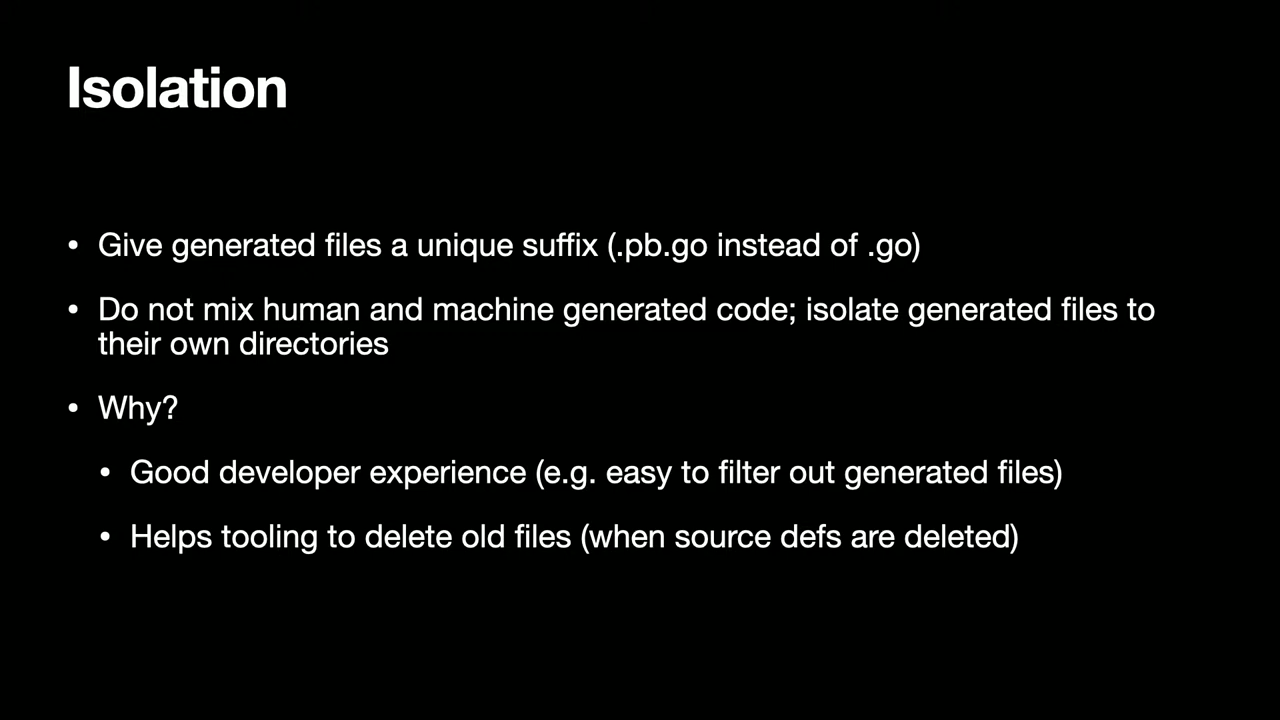 Isolation
• Give generated files a unique suffix (.pb.go instead of .go)
• Do not mix human and machine generated code; isolate generated files to
their own directories
• Why?
• Good developer experience (e.g. easy to filter out generated files)
• Helps tooling to delete old files (when source defs are deleted)